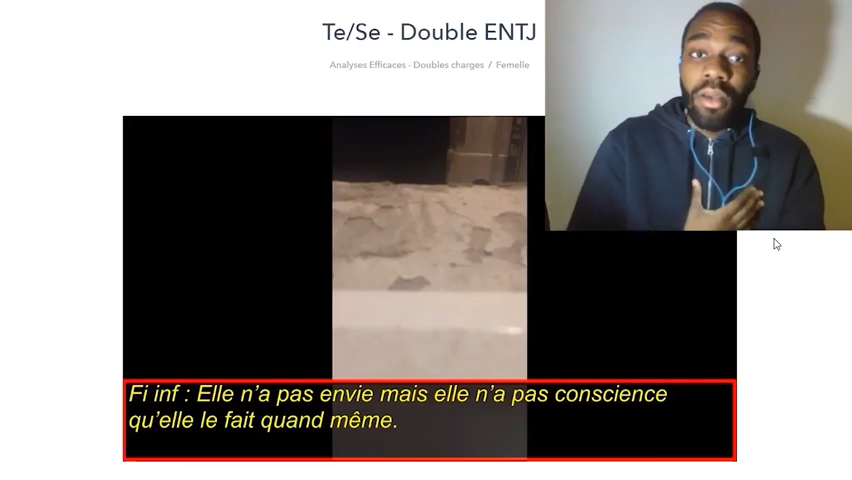 Te/Se - Double ENTJ
Analyses Efficaces - Doubles charges / Femelle
Fi inf : Elle n'a pas envie mais elle n'a pas conscience
qu'elle le fait quand même.